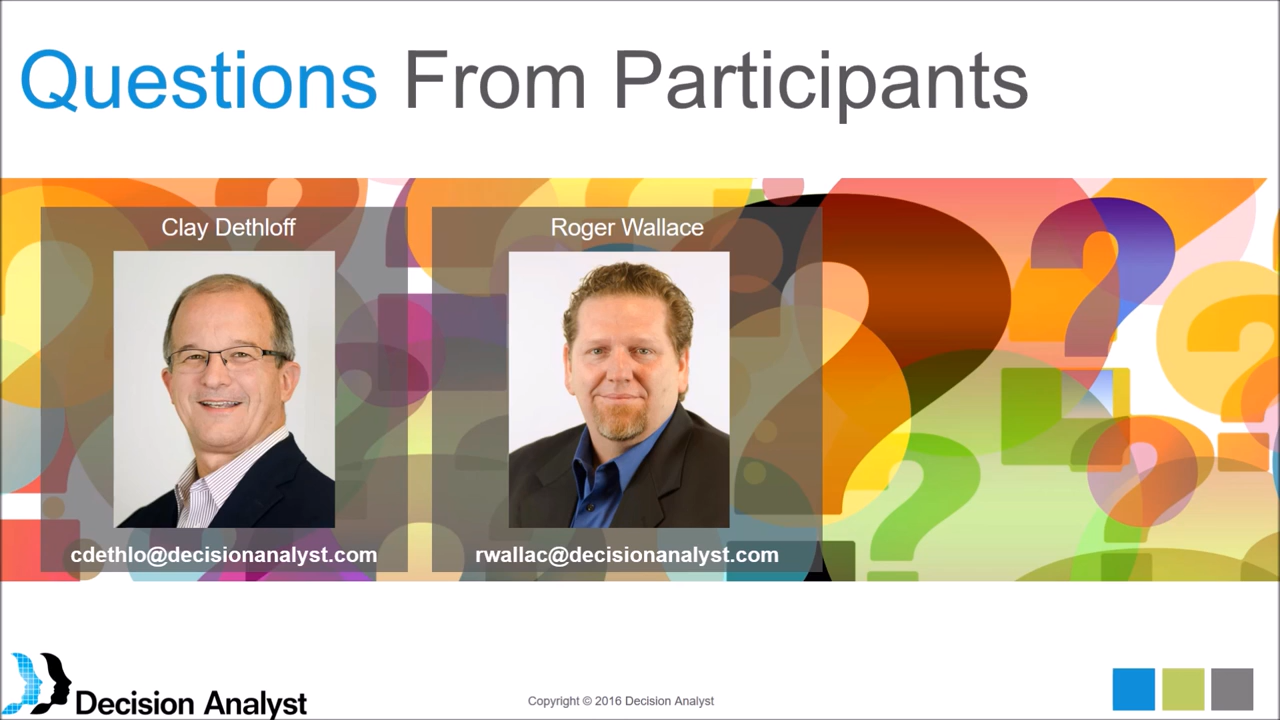 Questions From Participants
Clay Dethloff
Roger Wallace
cdethlo@decisionanalyst.com
rwallac@decisionanalyst.com
Decision Analyst
Copyright © 2016 Decision Analyst